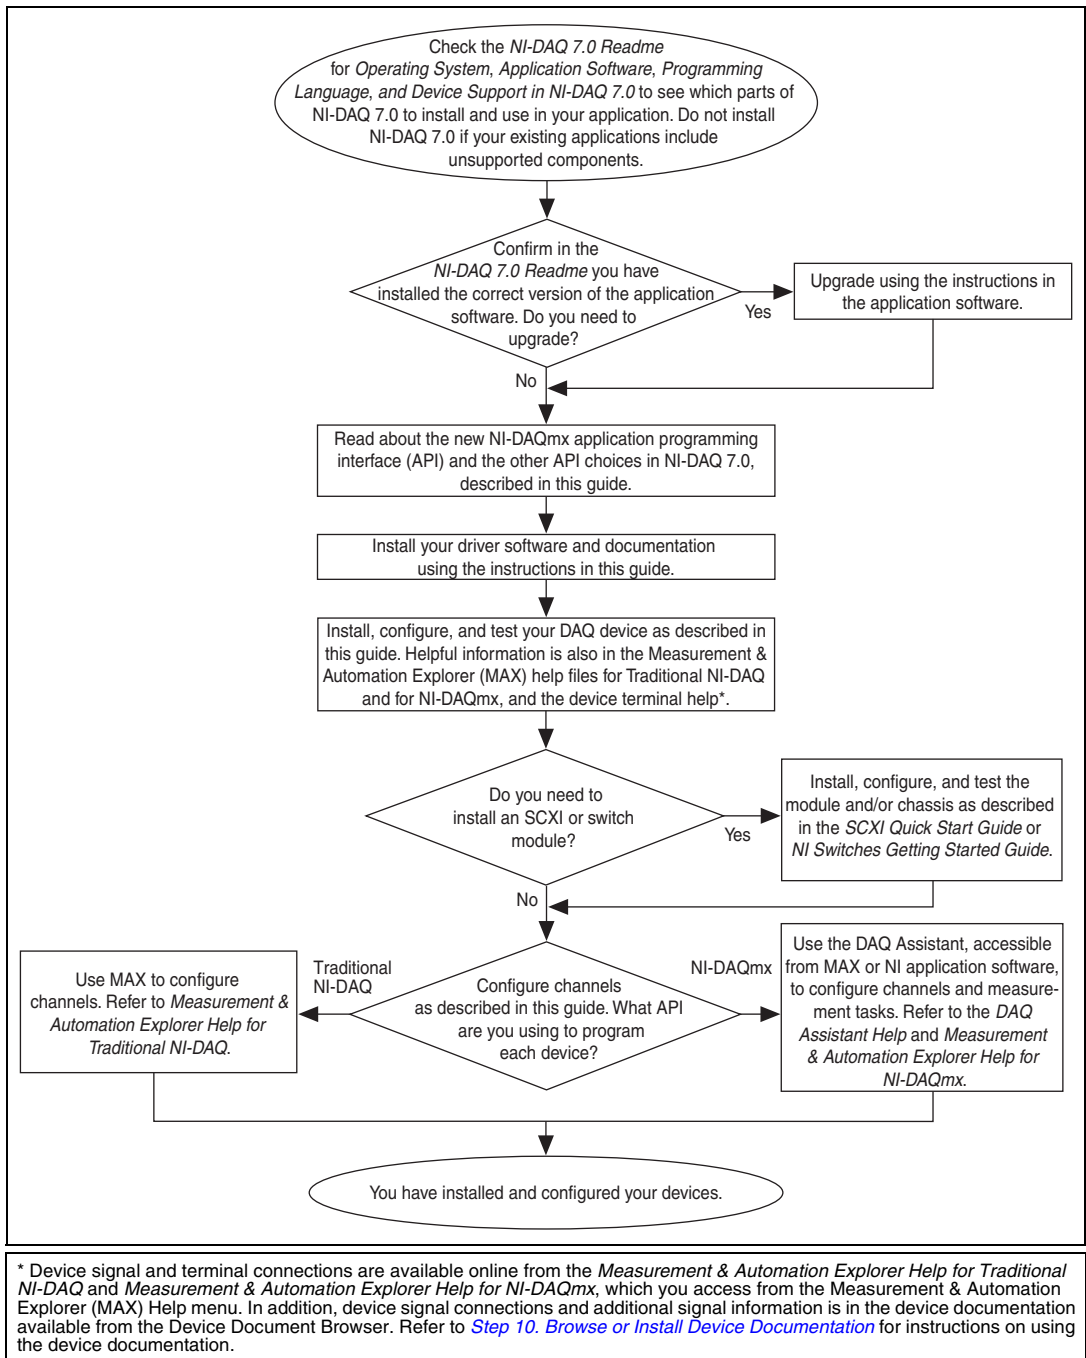 Check the NI-DAQ 7.0 Readme
for Operating System, Application Software, Programming
Language, and Device Support in NI-DAQ 7.0 to see which parts of
NI-DAQ 7.0 to install and use in your application. Do not install
NI-DAQ 7.0 if your existing applications include
unsupported components.
Confirm in the
NI-DAQ 7.0 Readme you have
installed the correct version of the application
software. Do you need to
upgrade?
Yes
Upgrade using the instructions in
the application software.
No
Read about the new NI-DAQmx application programming
interface (API) and the other API choices in NI-DAQ 7.0,
described in this guide.
Install your driver software and documentation
using the instructions in this guide.
Install, configure, and test your DAQ device as described in
this guide. Helpful information is also in the Measurement &
Automation Explorer (MAX) help files for Traditional NI-DAQ
and for NI-DAQmx, and the device terminal help*.
Do you need to
install an SCXI or switch
module?
Yes
Install, configure, and test the
module and/or chassis as described
in the SCXI Quick Start Guide or
NI Switches Getting Started Guide.
No
Configure channels
as described in this guide. What API
are you using to program
each device?
Traditional
NI-DAQ
Use MAX to configure
channels. Refer to Measurement &
Automation Explorer Help for
Traditional NI-DAQ.
NI-DAQmx
Use the DAQ Assistant, accessible
from MAX or NI application software,
to configure channels and measure-
ment tasks. Refer to the DAQ
Assistant Help and Measurement
& Automation Explorer Help for
NI-DAQmx.
You have installed and configured your devices.
* Device signal and terminal connections are available online from the Measurement & Automation Explorer Help for Traditional
NI-DAQ and Measurement & Automation Explorer Help for NI-DAQmx, which you access from the Measurement & Automation
Explorer (MAX) Help menu. In addition, device signal connections and additional signal information is in the device documentation
available from the Device Document Browser. Refer to Step 10. Browse or Install Device Documentation for instructions on using
the device documentation.